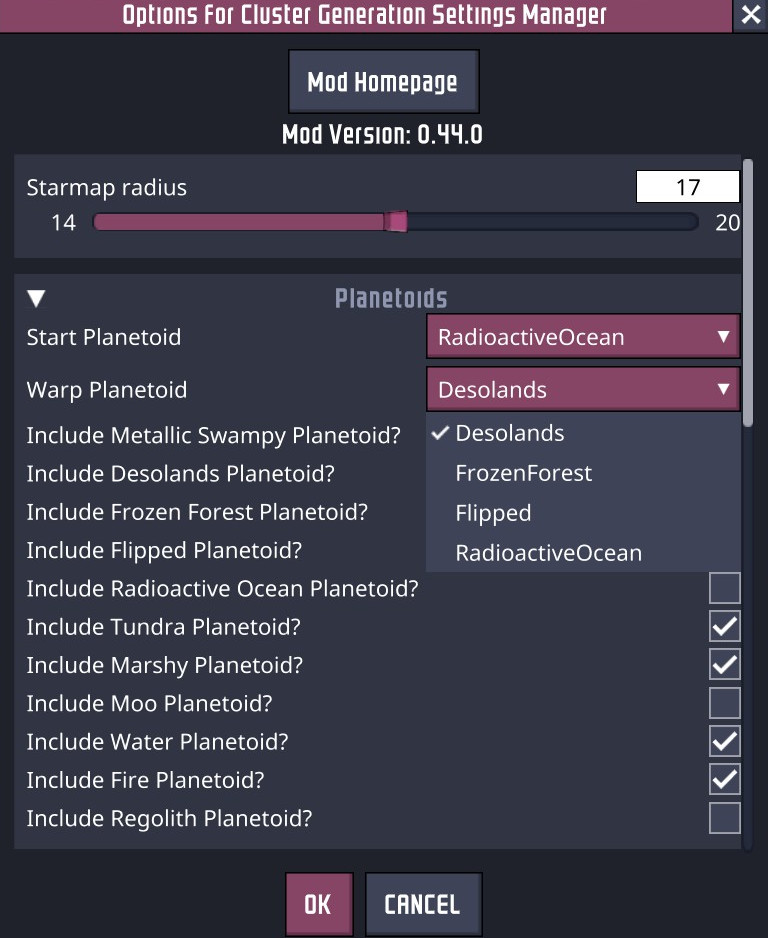 Options For Cluster Generation Settings Manager
Mod Homepage
Mod Version: 0.44.0
Starmap radius
17
14
20
Planetoids
Start Planetoid
RadioactiveOcean
Warp Planetoid
Desolands
Include Metallic Swampy Planetoid?
Desolands
Include Desolands Planetoid?
FrozenForest
Include Frozen Forest Planetoid?
Flipped
Include Flipped Planetoid?
RadioactiveOcean
Include Radioactive Ocean Planetoid?
Include Tundra Planetoid?
Include Marshy Planetoid?
Include Moo Planetoid?
Include Water Planetoid?
Include Fire Planetoid?
Include Regolith Planetoid?
OK
CANCEL